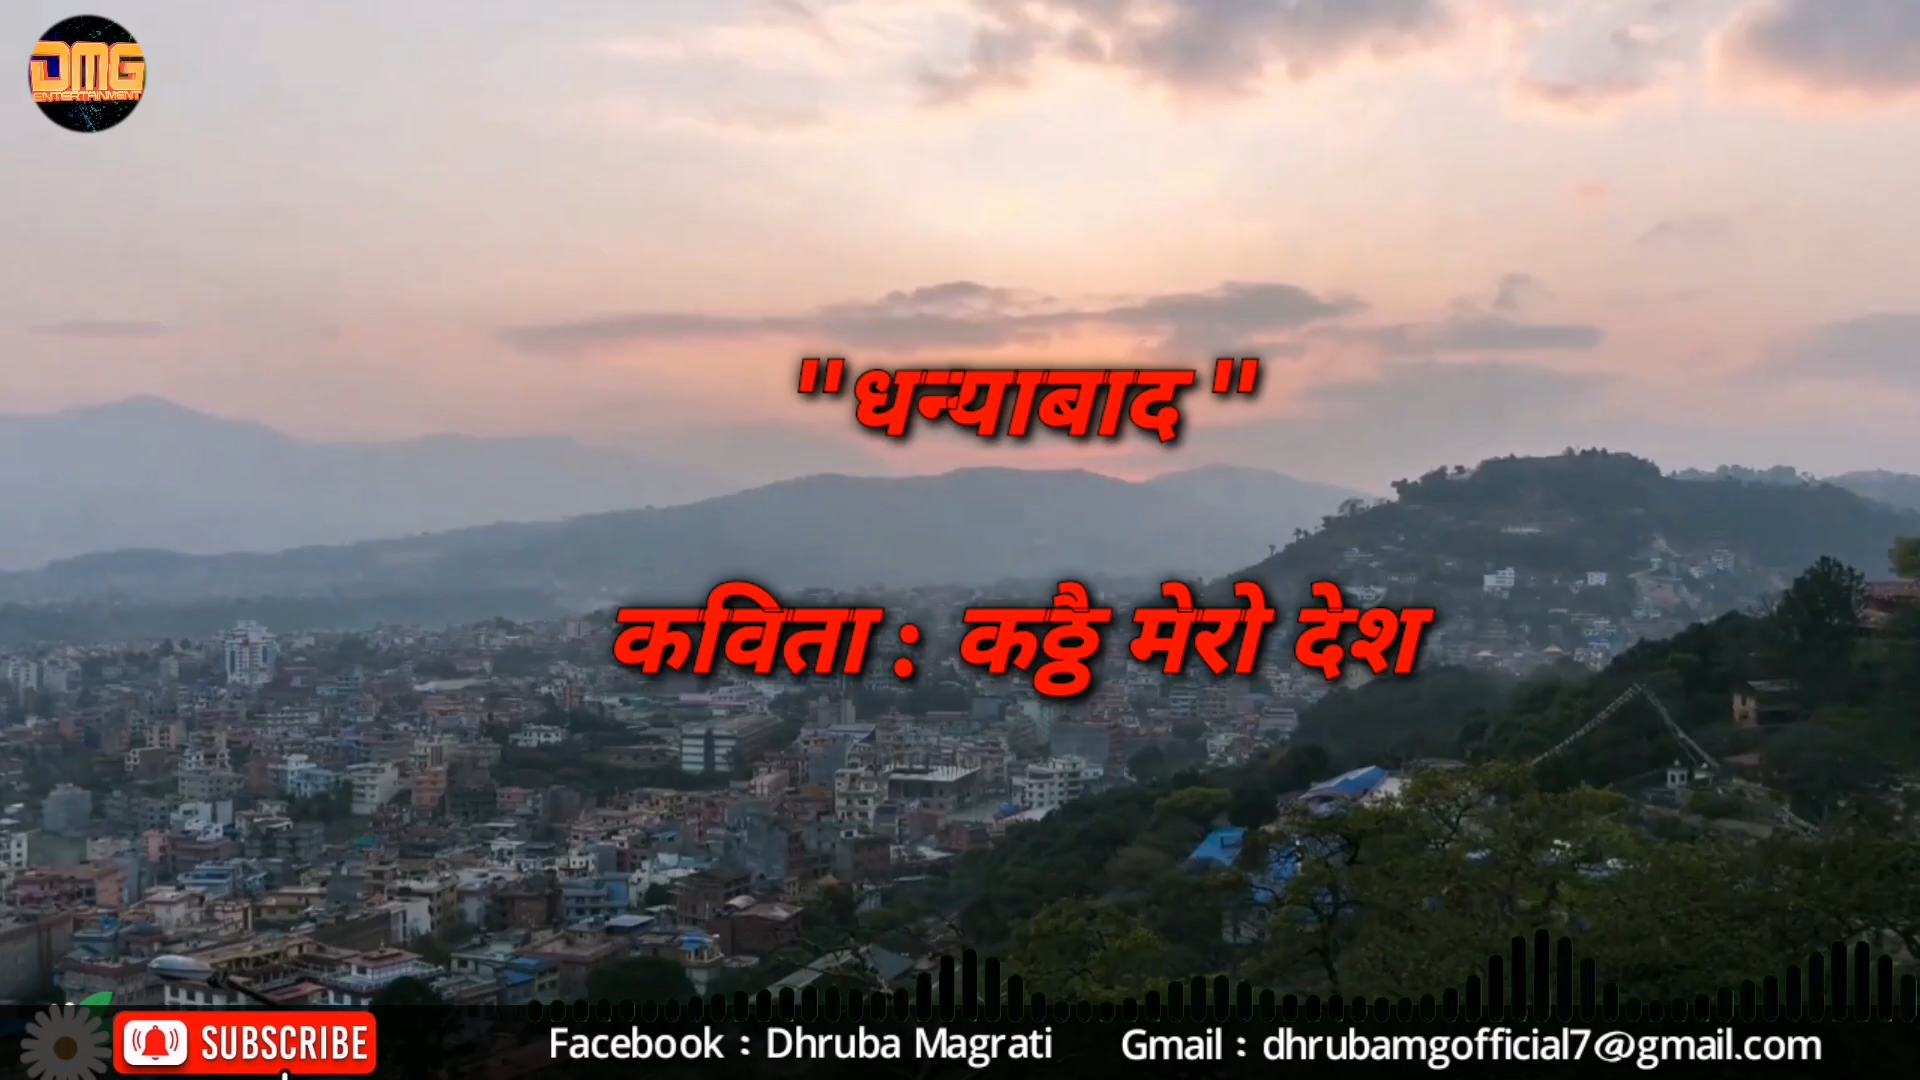 DMG
ENTERTAINMENT
"धन्याबाद"
कविता : कठ्ठै मेरो देश
SUBSCRIBE
Facebook : Dhruba Magrati
Gmail : dhrubamgofficial7@gmail.com